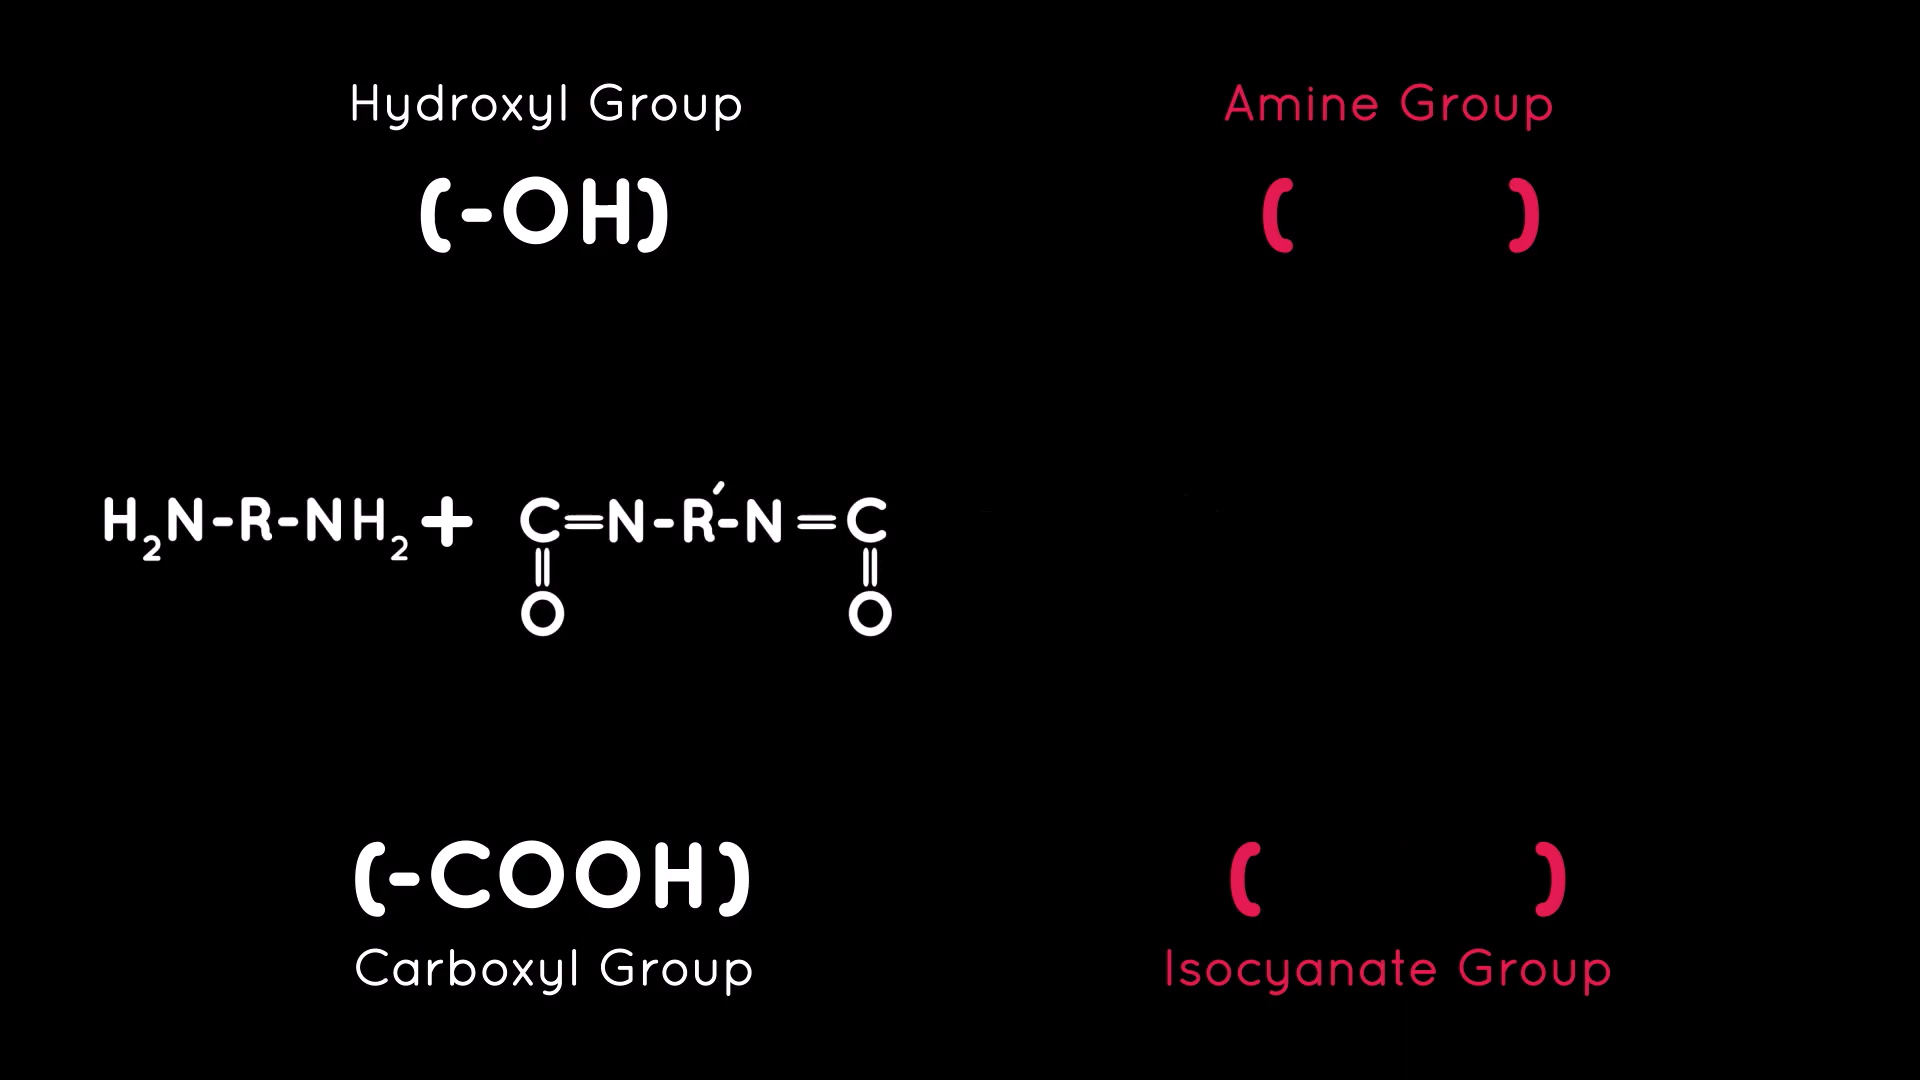 Hydroxyl Group
Amine Group
(-OH)
( )
H₂N-R-NH₂ + C=N-R´-N=C
O O
(-COOH)
( )
Carboxyl Group
Isocyanate Group